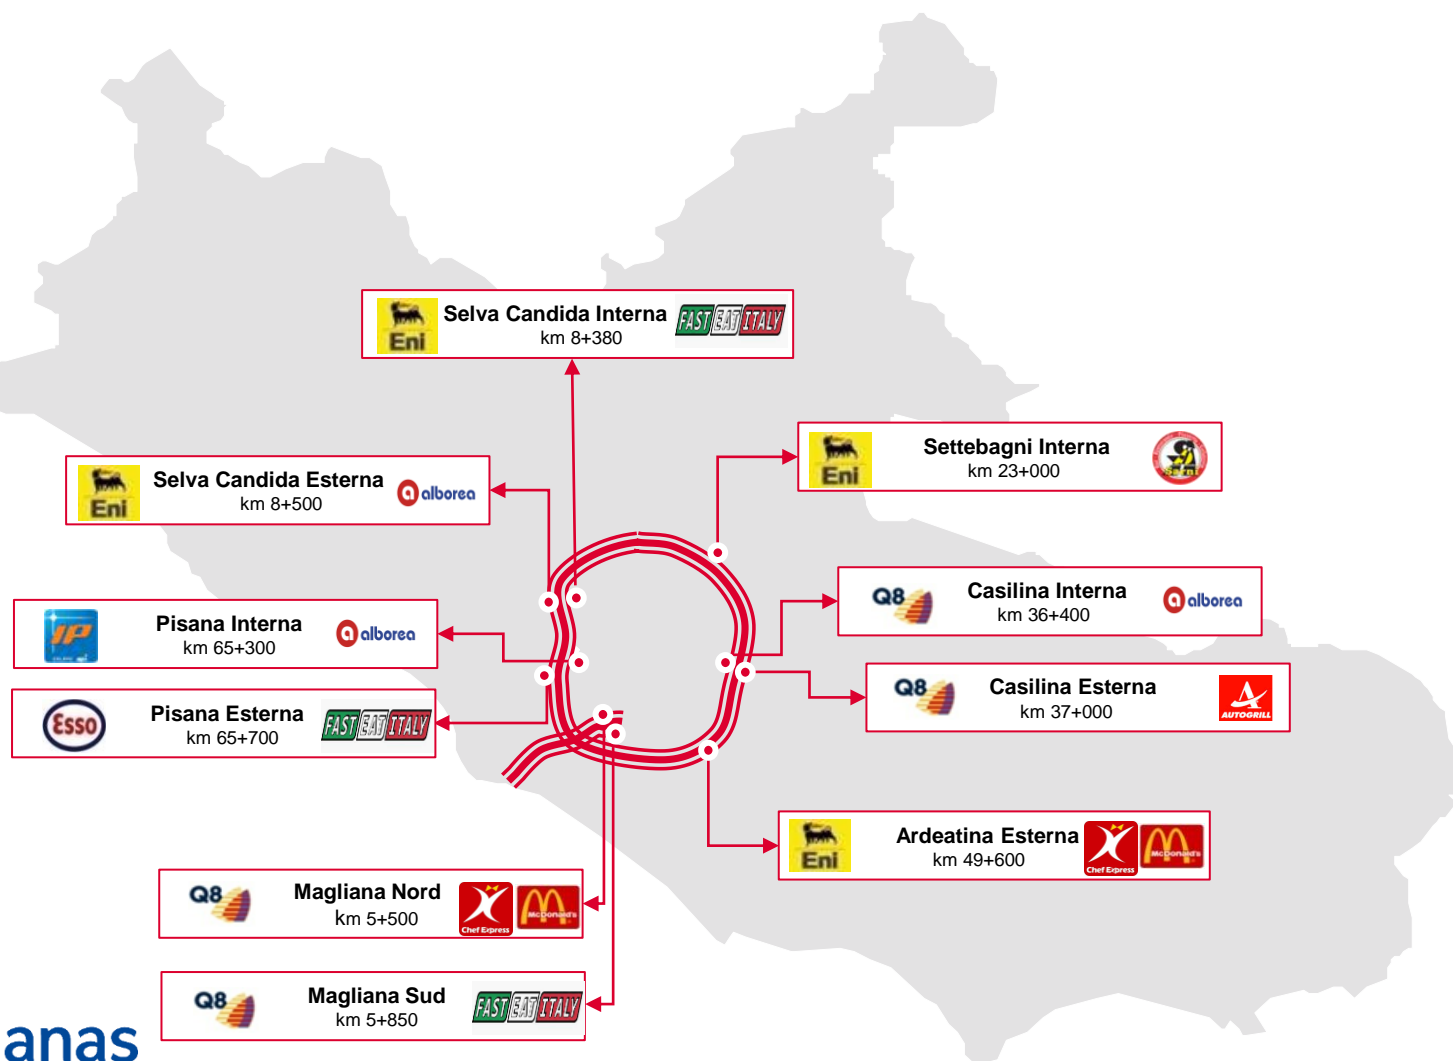 Eni
Selva Candida Interna
km 8+380
FAST EAT ITALY
Eni
Settebagni Interna
km 23+000
Sarni
Eni
Selva Candida Esterna
km 8+500
a alborea
Q8
Casilina Interna
km 36+400
a alborea
IP
Pisana Interna
km 65+300
a alborea
Q8
Casilina Esterna
km 37+000
A
AUTOGRILL
Esso
Pisana Esterna
km 65+700
FAST EAT ITALY
Eni
Ardeatina Esterna
km 49+600
Chef Express
McDonald's
Q8
Magliana Nord
km 5+500
Chef Express
McDonald's
Q8
Magliana Sud
km 5+850
FAST EAT ITALY
anas